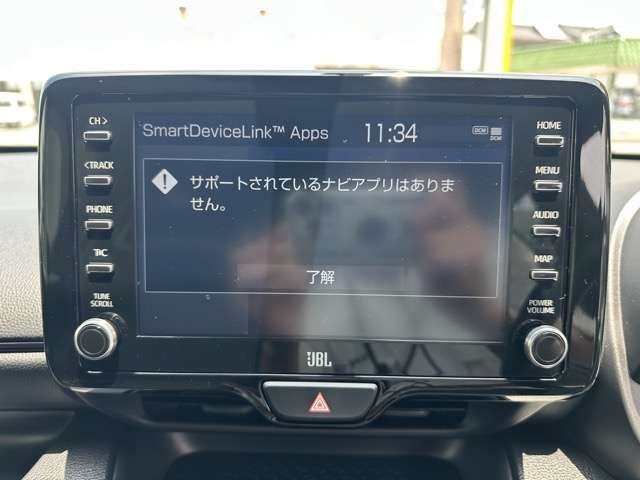 CH >
SmartDeviceLink™ Apps
11:34
DCM
DCM
HOME
< TRACK
サポートされているナビアプリはありま
せん。
MENU
PHONE
AUDIO
T/C
了解
MAP
TUNE
SCROLL
POWER
VOLUME
JBL